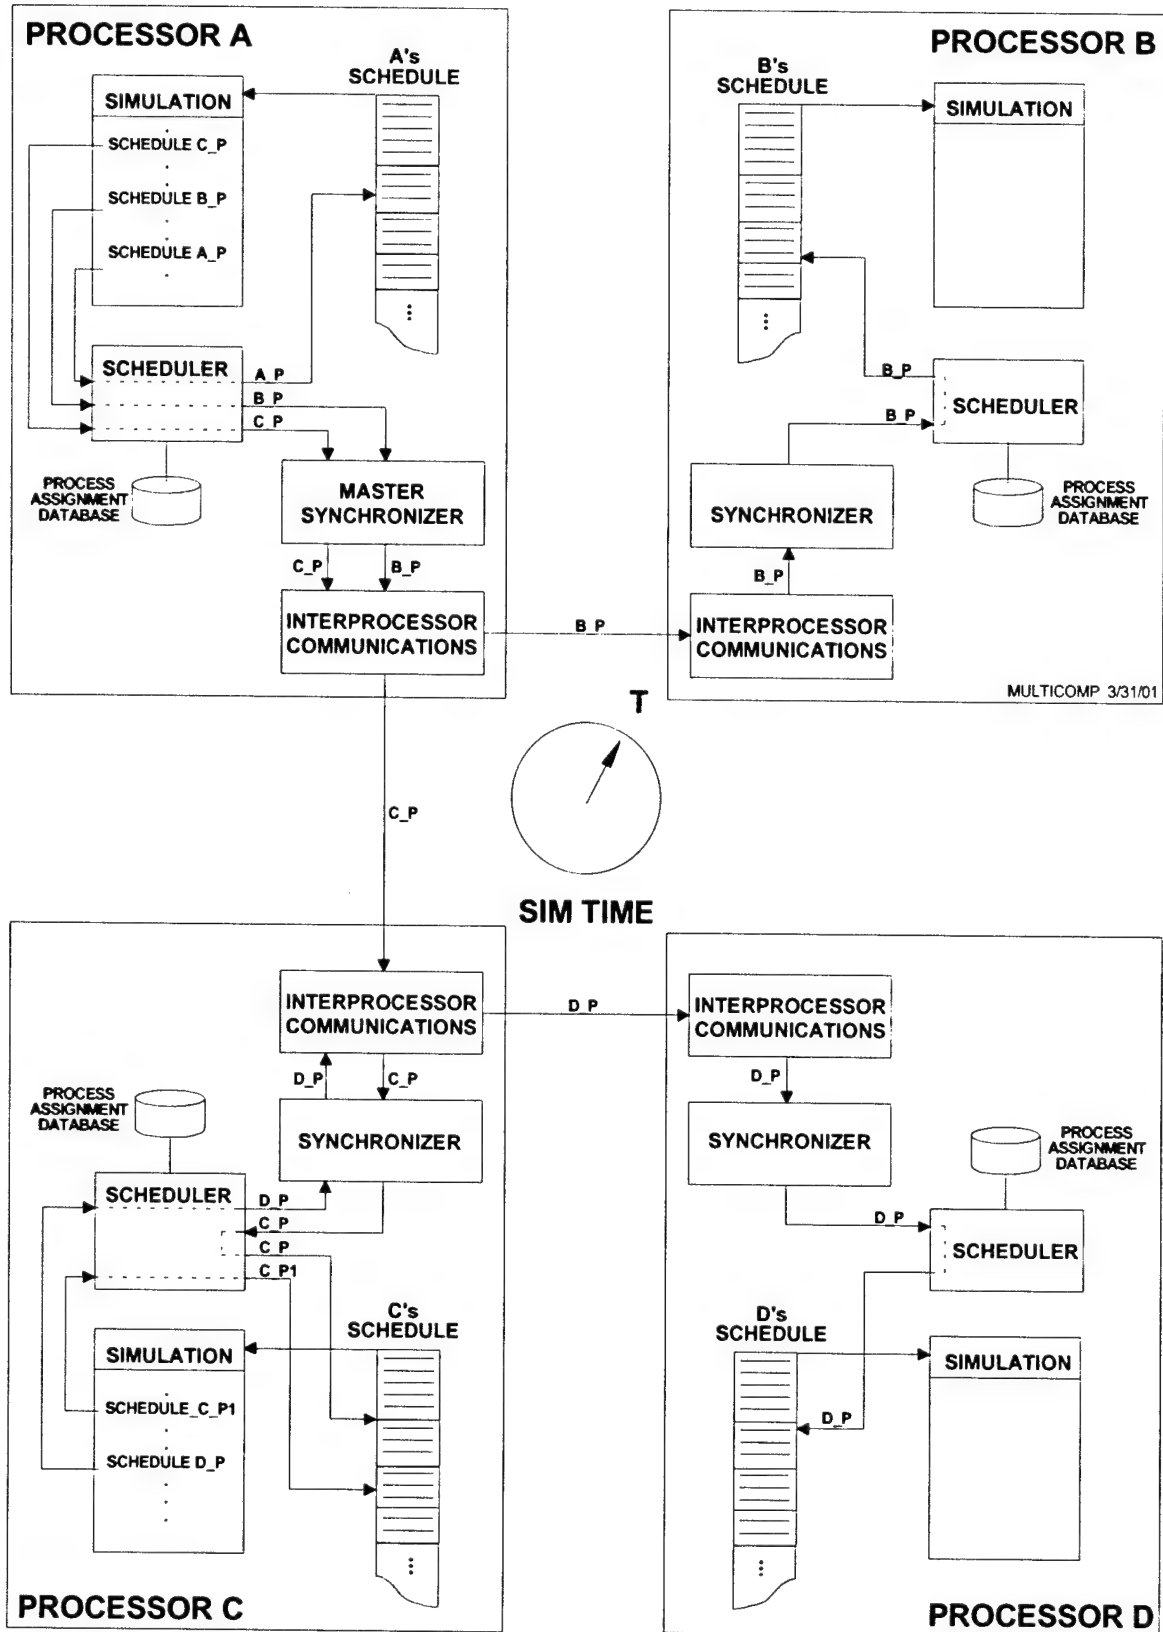 PROCESSOR A
A's
SCHEDULE
SIMULATION
SCHEDULE C_P
SCHEDULE B_P
SCHEDULE A_P
SCHEDULER
A_P
B_P
C_P
PROCESS
ASSIGNMENT
DATABASE
MASTER
SYNCHRONIZER
C_P
B_P
INTERPROCESSOR
COMMUNICATIONS
B_P
C_P
PROCESSOR B
B's
SCHEDULE
SIMULATION
B_P
SCHEDULER
B_P
PROCESS
ASSIGNMENT
DATABASE
SYNCHRONIZER
B_P
INTERPROCESSOR
COMMUNICATIONS
MULTICOMP 3/31/01
T
SIM TIME
INTERPROCESSOR
COMMUNICATIONS
D_P
D_P
C_P
PROCESS
ASSIGNMENT
DATABASE
SYNCHRONIZER
SCHEDULER
D_P
C_P
C_P
C_P1
C's
SCHEDULE
SIMULATION
SCHEDULE_C_P1
SCHEDULE D_P
PROCESSOR C
INTERPROCESSOR
COMMUNICATIONS
D_P
SYNCHRONIZER
PROCESS
ASSIGNMENT
DATABASE
D_P
SCHEDULER
D's
SCHEDULE
SIMULATION
D_P
PROCESSOR D